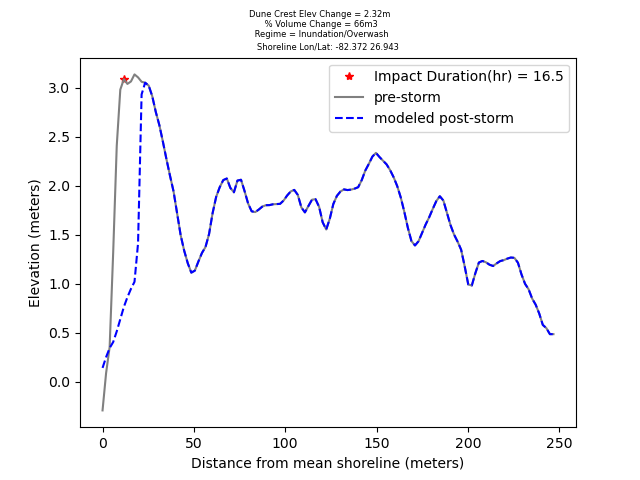 Dune Crest Elev Change = 2.32m
% Volume Change = 66m3
Regime = Inundation/Overwash
Shoreline Lon/Lat: -82.372 26.943
Impact Duration(hr) = 16.5
pre-storm
modeled post-storm
Elevation (meters)
3.0
2.5
2.0
1.5
1.0
0.5
0.0
0 50 100 150 200 250
Distance from mean shoreline (meters)